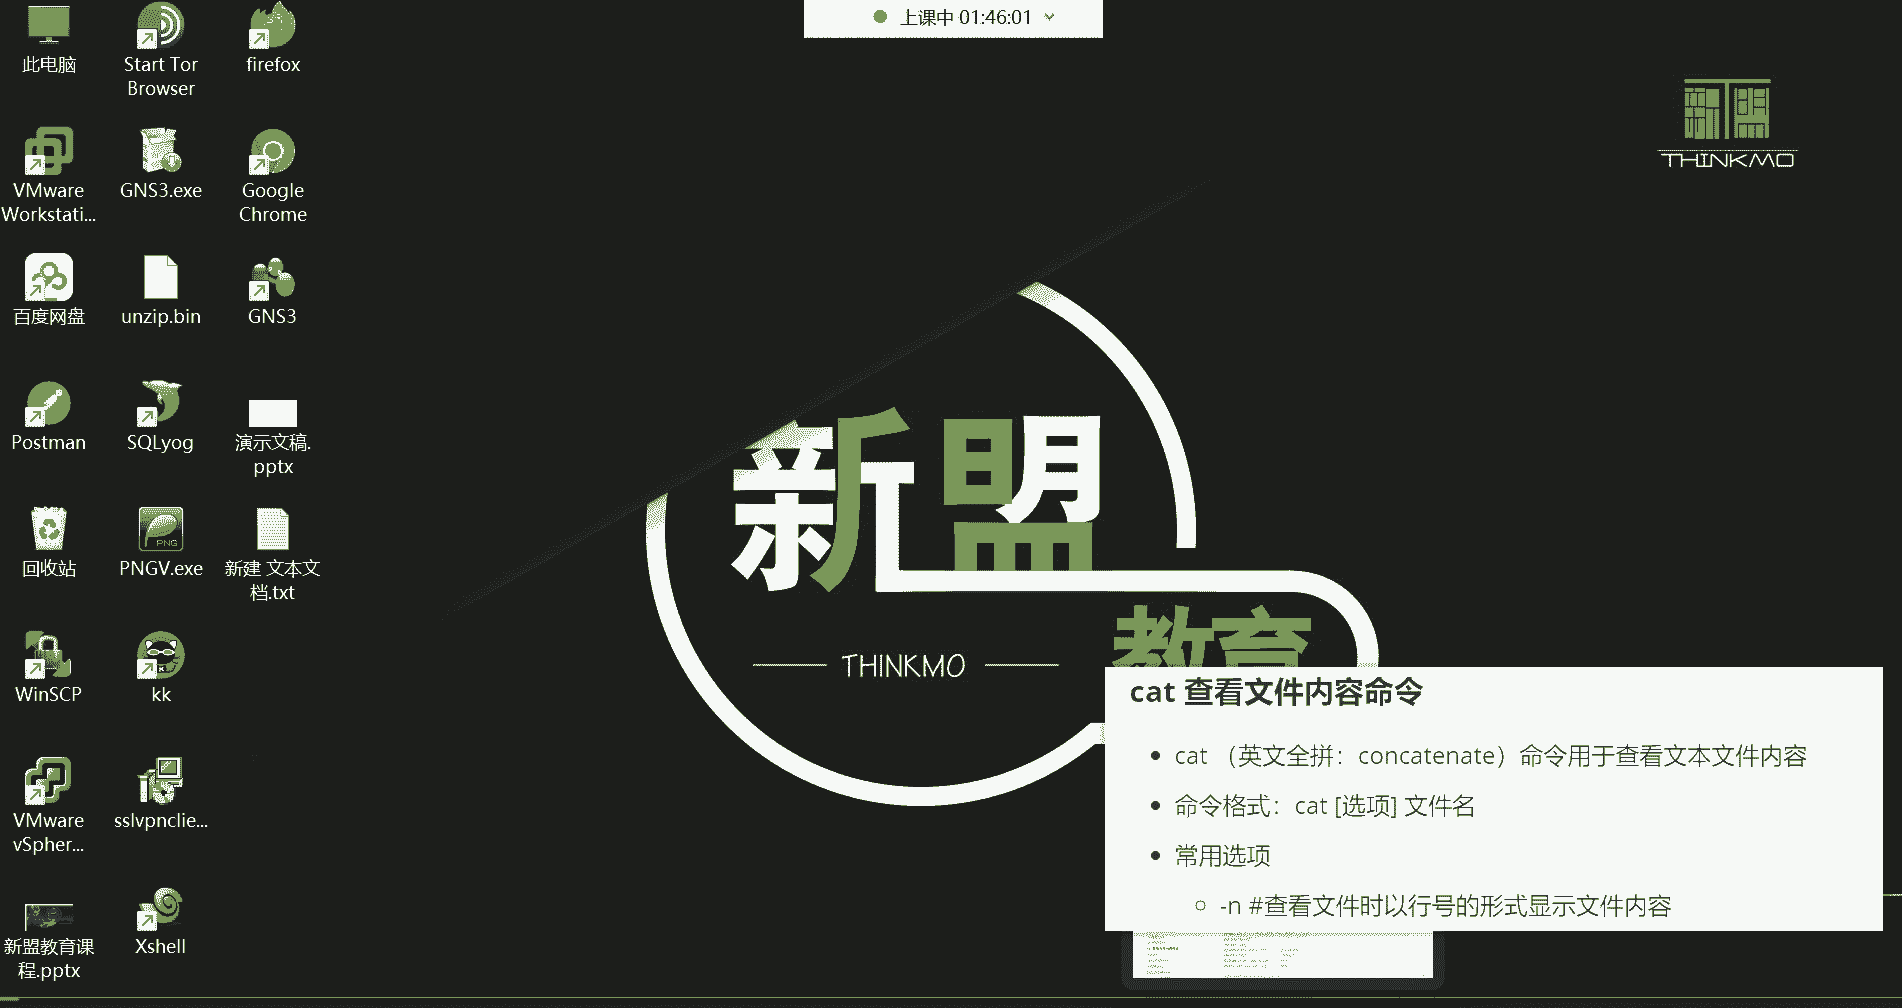 上课中 01:46:01
此电脑
Start Tor
Browser
firefox
THINKMO
VMware
Workstati...
GNS3.exe
Google
Chrome
百度网盘
unzip.bin
GNS3
Postman
SQLyog
演示文稿.
pptx
新盟
教育
THINKMO
回收站
PNG
PNGV.exe
新建 文本文
档.txt
WinSCP
kk
VMware
vSpher...
sslvpnclie...
新盟教育课
程.pptx
Xshell
cat 查看文件内容命令
cat （英文全拼：concatenate）命令用于查看文本文件内容
命令格式：cat [选项] 文件名
常用选项
-n #查看文件时以行号的形式显示文件内容